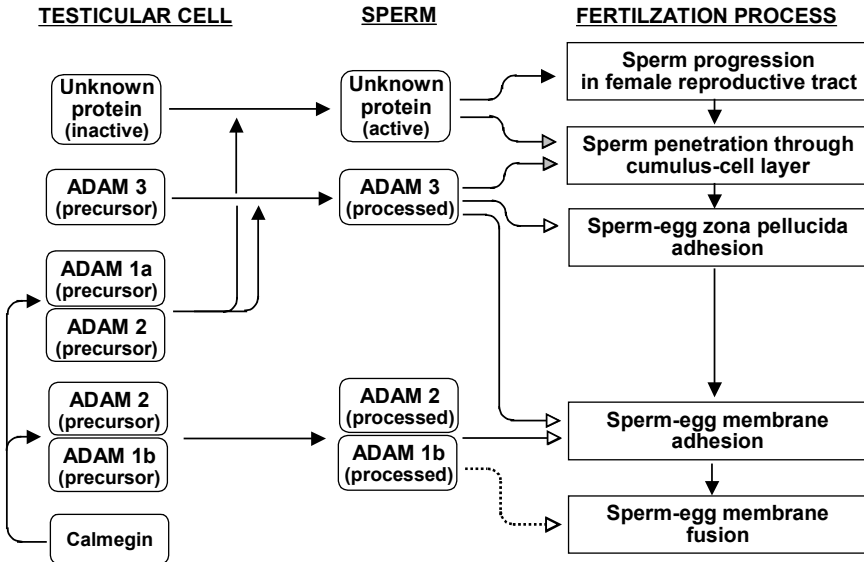 TESTICULAR CELL
SPERM
FERTILZATION PROCESS
Unknown
protein
(inactive)
Unknown
protein
(active)
Sperm progression
in female reproductive tract
Sperm penetration through
cumulus-cell layer
ADAM 3
(precursor)
ADAM 3
(processed)
Sperm-egg zona pellucida
adhesion
ADAM 1a
(precursor)
ADAM 2
(precursor)
ADAM 2
(precursor)
ADAM 1b
(precursor)
ADAM 2
(processed)
ADAM 1b
(processed)
Sperm-egg membrane
adhesion
Sperm-egg membrane
fusion
Calmegin